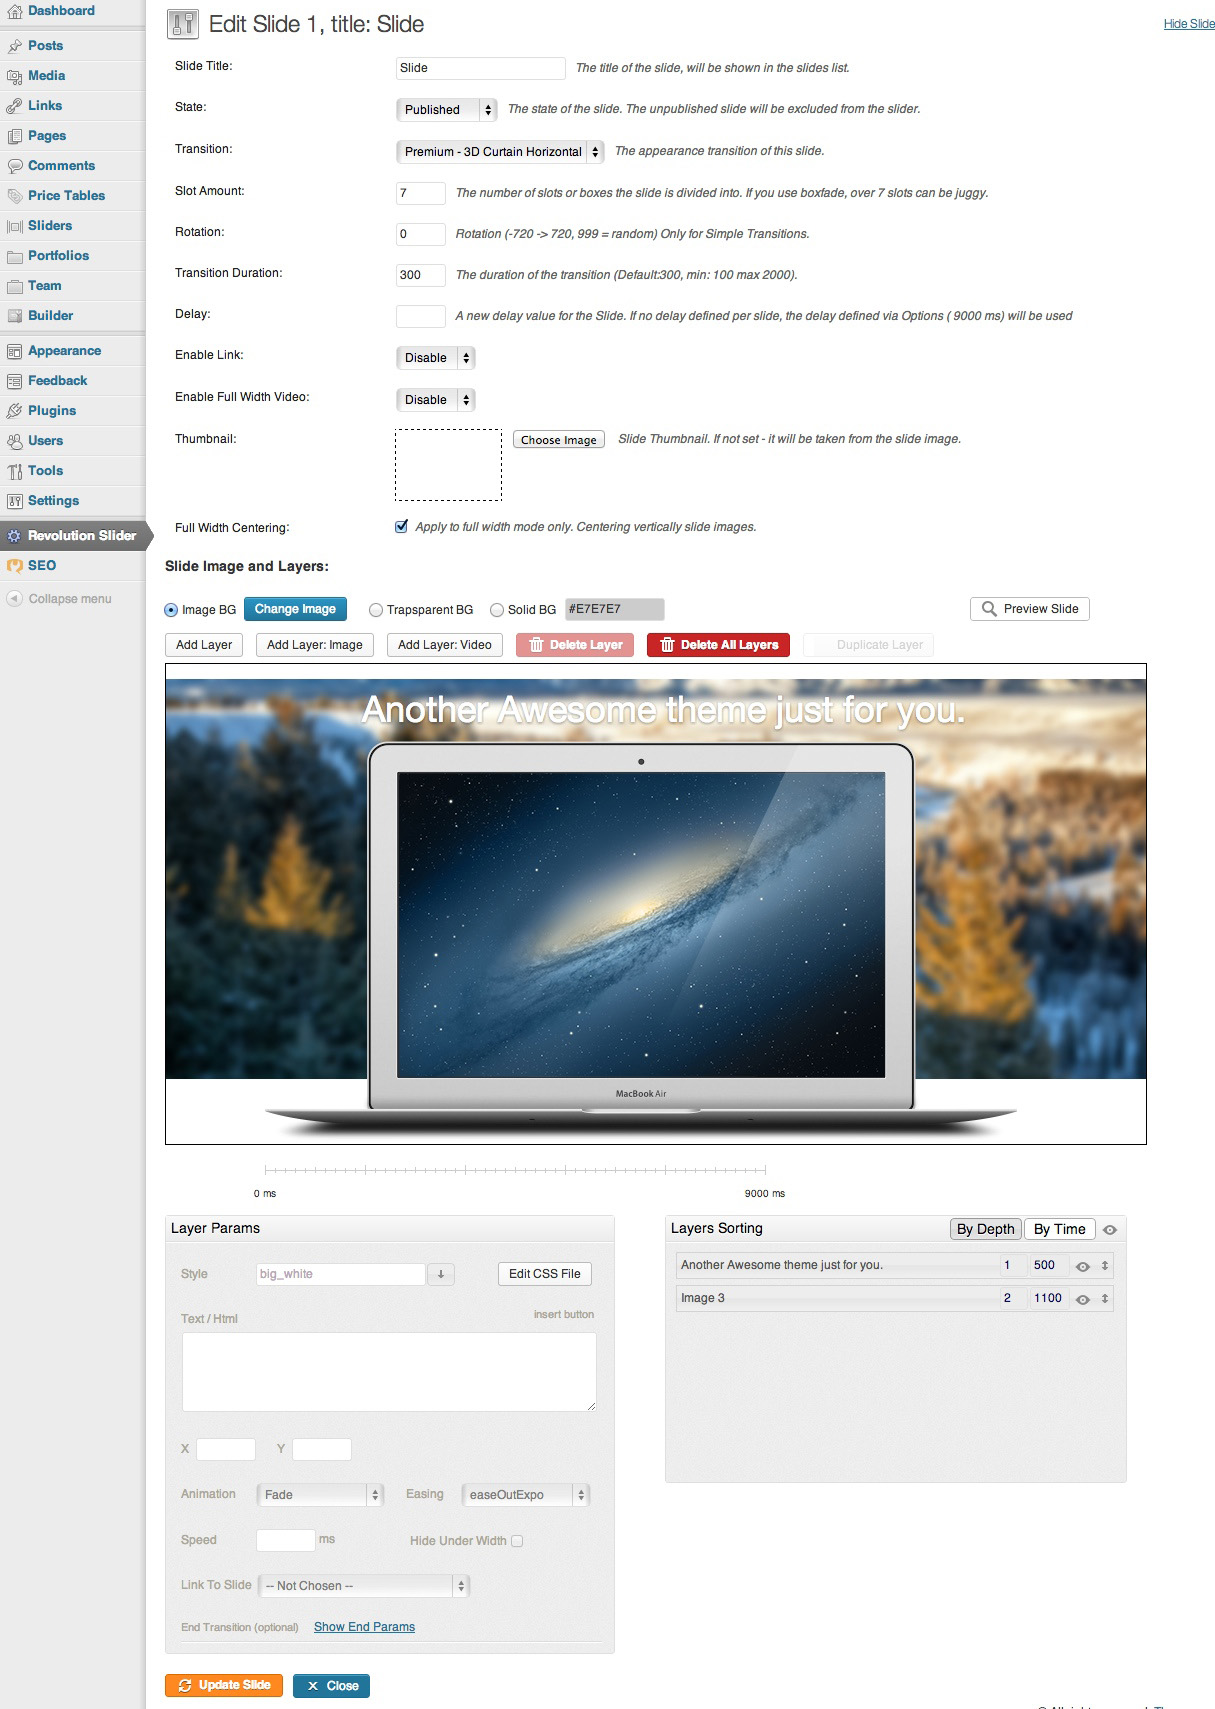 Dashboard
Posts
Media
Links
Pages
Comments
Price Tables
Sliders
Portfolios
Team
Builder
Appearance
Feedback
Plugins
Users
Tools
Settings
Revolution Slider
SEO
Collapse menu
Edit Slide 1, title: Slide
Hide Slide
Slide Title: Slide The title of the slide, will be shown in the slides list.
State: Published The state of the slide. The unpublished slide will be excluded from the slider.
Transition: Premium - 3D Curtain Horizontal The appearance transition of this slide.
Slot Amount: 7 The number of slots or boxes the slide is divided into. If you use boxfade, over 7 slots can be juggy.
Rotation: 0 Rotation (-720 -> 720, 999 = random) Only for Simple Transitions.
Transition Duration: 300 The duration of the transition (Default:300, min: 100 max 2000).
Delay: A new delay value for the Slide. If no delay defined per slide, the delay defined via Options ( 9000 ms) will be used
Enable Link: Disable
Enable Full Width Video: Disable
Thumbnail: Choose Image Slide Thumbnail. If not set - it will be taken from the slide image.
Full Width Centering: Apply to full width mode only. Centering vertically slide images.
Slide Image and Layers:
Image BG Change Image Trapsparent BG Solid BG #E7E7E7 Preview Slide
Add Layer Add Layer: Image Add Layer: Video Delete Layer Delete All Layers Duplicate Layer
Another Awesome theme just for you.
MacBook Air
0 ms 9000 ms
Layer Params
Style big_white Edit CSS File
Text / Html insert button
X Y
Animation Fade Easing easeOutExpo
Speed ms Hide Under Width
Link To Slide -- Not Chosen --
End Transition (optional) Show End Params
Layers Sorting By Depth By Time
Another Awesome theme just for you. 1 500
Image 3 2 1100
Update Slide Close